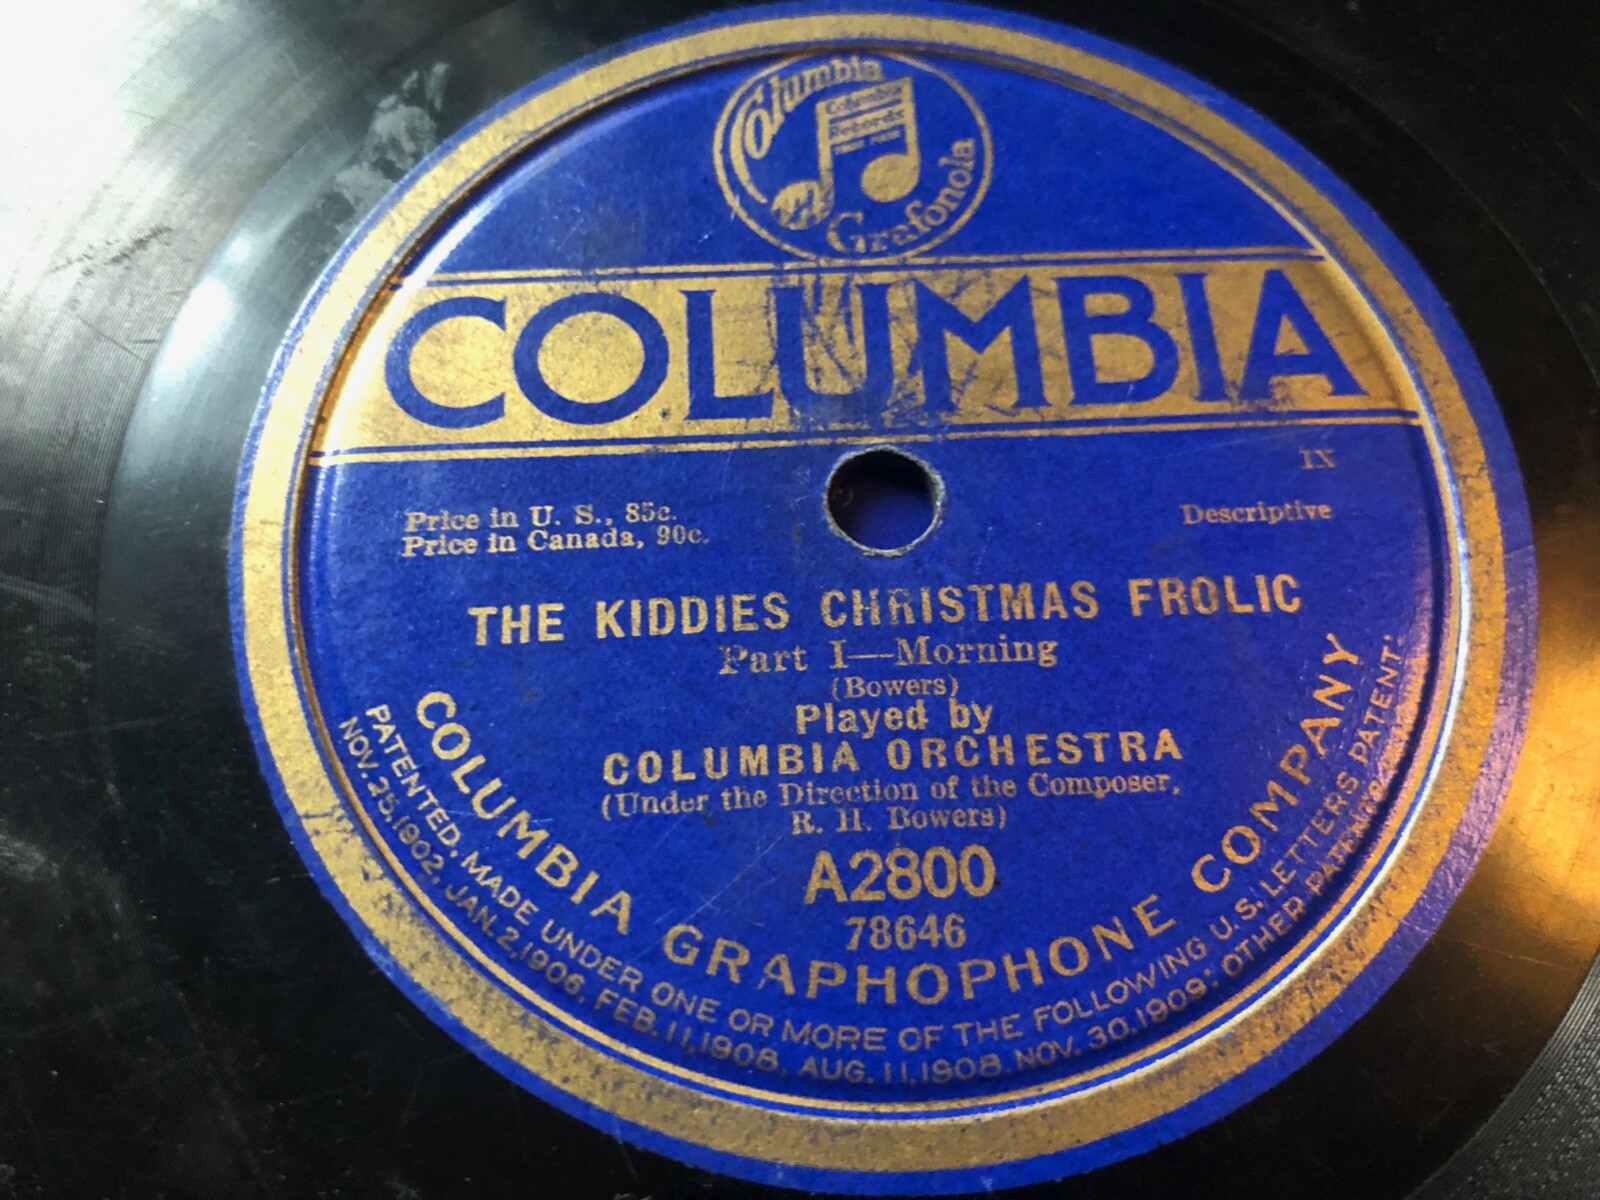 Columbia
Columbia
Records
Grafonola
COLUMBIA
IX
Price in U. S., 85c.
Price in Canada, 90c.
Descriptive
THE KIDDIES CHRISTMAS FROLIC
Part I—Morning
(Bowers)
Played by
COLUMBIA ORCHESTRA
(Under the Direction of the Composer,
R. H. Bowers)
A2800
78646
COLUMBIA GRAPHOPHONE COMPANY
PATENTED. MADE UNDER ONE OR MORE OF THE FOLLOWING U.S. LETTERS PATENT:
NOV. 25, 1902, JAN. 2, 1906, FEB. 11, 1908, AUG. 11, 1908. NOV. 30, 1909; OTHER